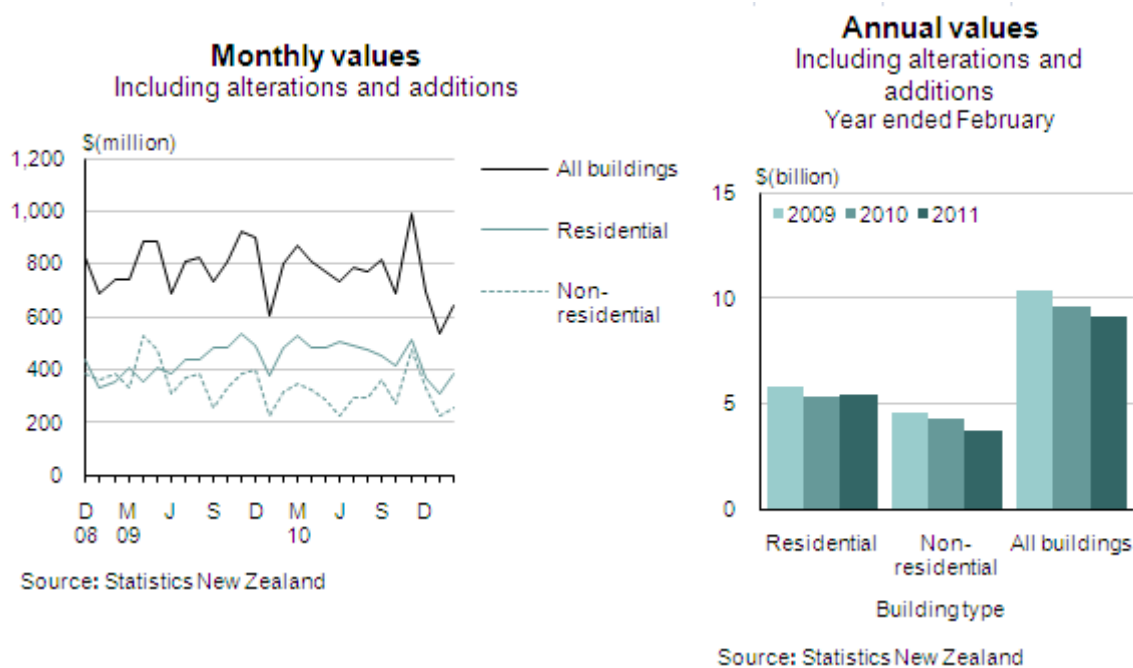 Monthly values
Including alterations and additions
$(million)
1,200
1,000
800
600
400
200
0
D M J S D M J S D
08 09 10
All buildings
Residential
Non-
residential
Source: Statistics New Zealand
Annual values
Including alterations and
additions
Year ended February
$(billion)
15
2009 2010 2011
10
5
0
Residential Non- All buildings
residential
Building type
Source: Statistics New Zealand